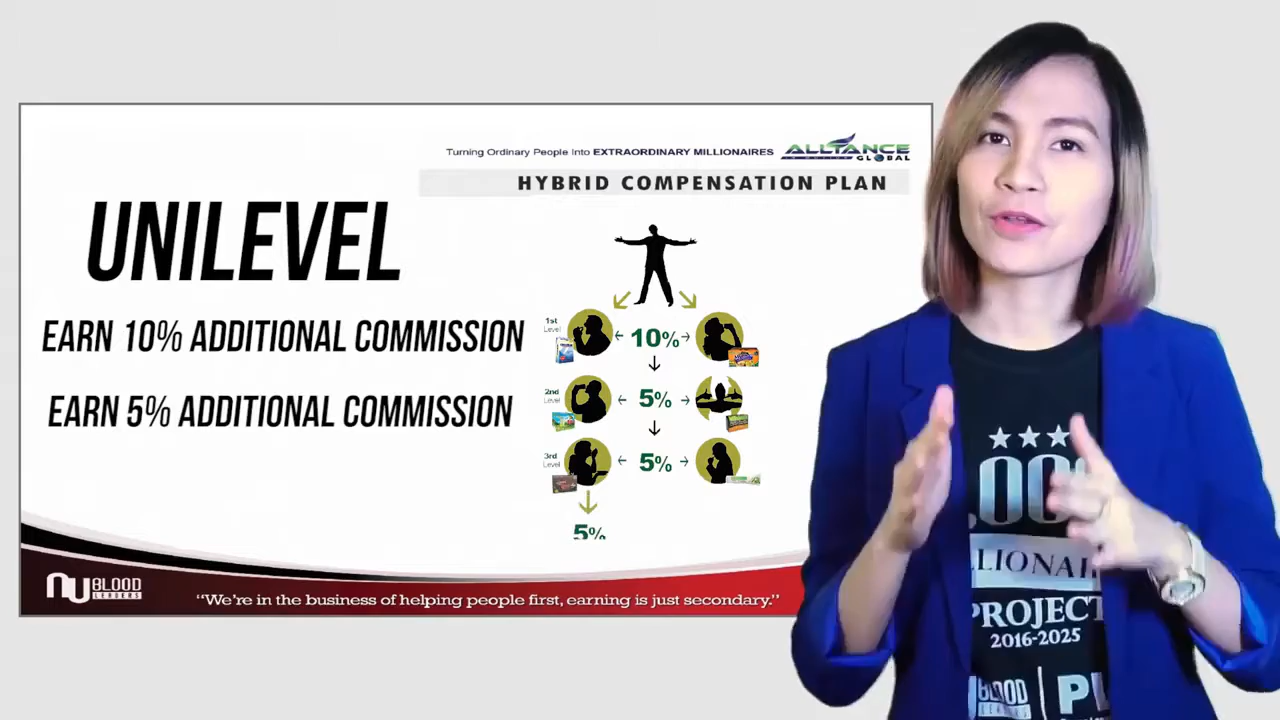 Turning Ordinary People Into EXTRAORDINARY MILLIONAIRES
ALLIANCE
GLOBAL
HYBRID COMPENSATION PLAN
UNILEVEL
EARN 10% ADDITIONAL COMMISSION
EARN 5% ADDITIONAL COMMISSION
1st
Level
10%
2nd
Level
5%
3rd
Level
5%
5%
NU BLOOD
LEADERS
“We're in the business of helping people first, earning is just secondary.”
PROJECT
2016-2025
BLOOD